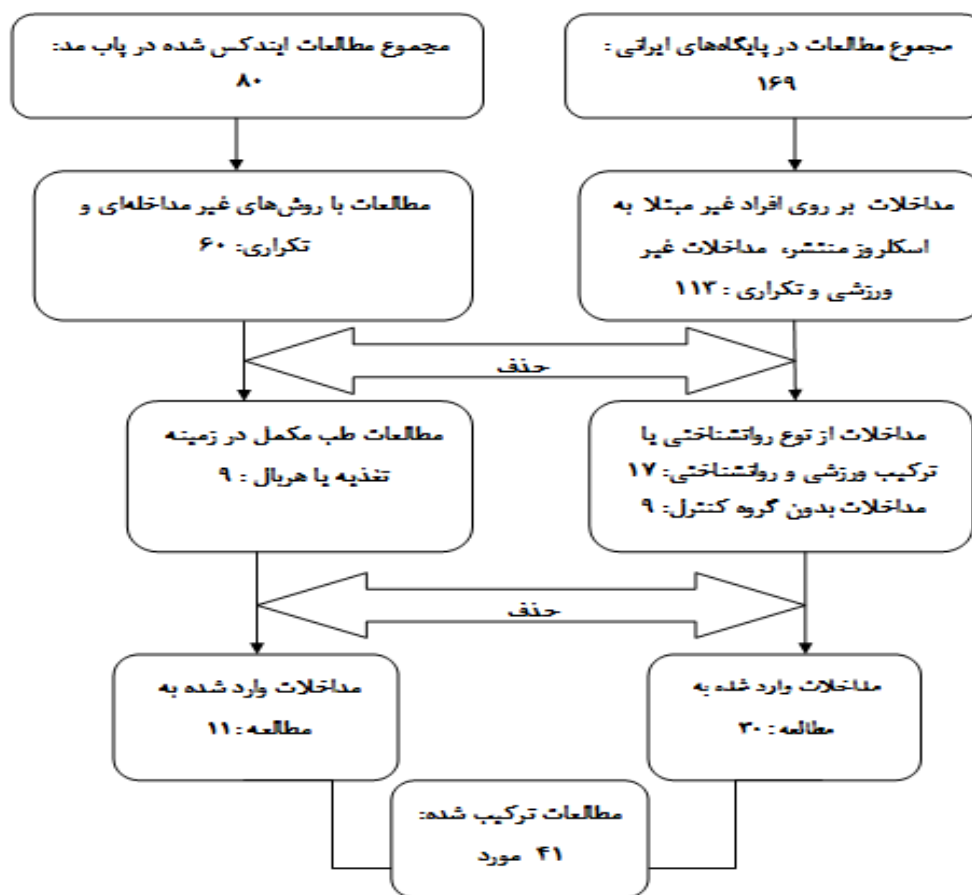 مجموع مطالعات در پایگاه‌های ایرانی :
۱۶۹
مجموع مطالعات ایندکس شده در پاب مد:
۸۰
مداخلات بر روی افراد غیر مبتلا به
اسکلروز منتشر، مداخلات غیر
ورزشی و تکراری : ۱۱۳
مطالعات با روش‌های غیر مداخله‌ای و
تکراری: ۶۰
حذف
مداخلات از نوع روانشناختی یا
ترکیب ورزشی و روانشناختی: ۱۷
مداخلات بدون گروه کنترل: ۹
مطالعات طب مکمل در زمینه
تغذیه یا هربال : ۹
حذف
مداخلات وارد شده به
مطالعه : ۳۰
مداخلات وارد شده به
مطالعه : ۱۱
مطالعات ترکیب شده:
۴۱ مورد